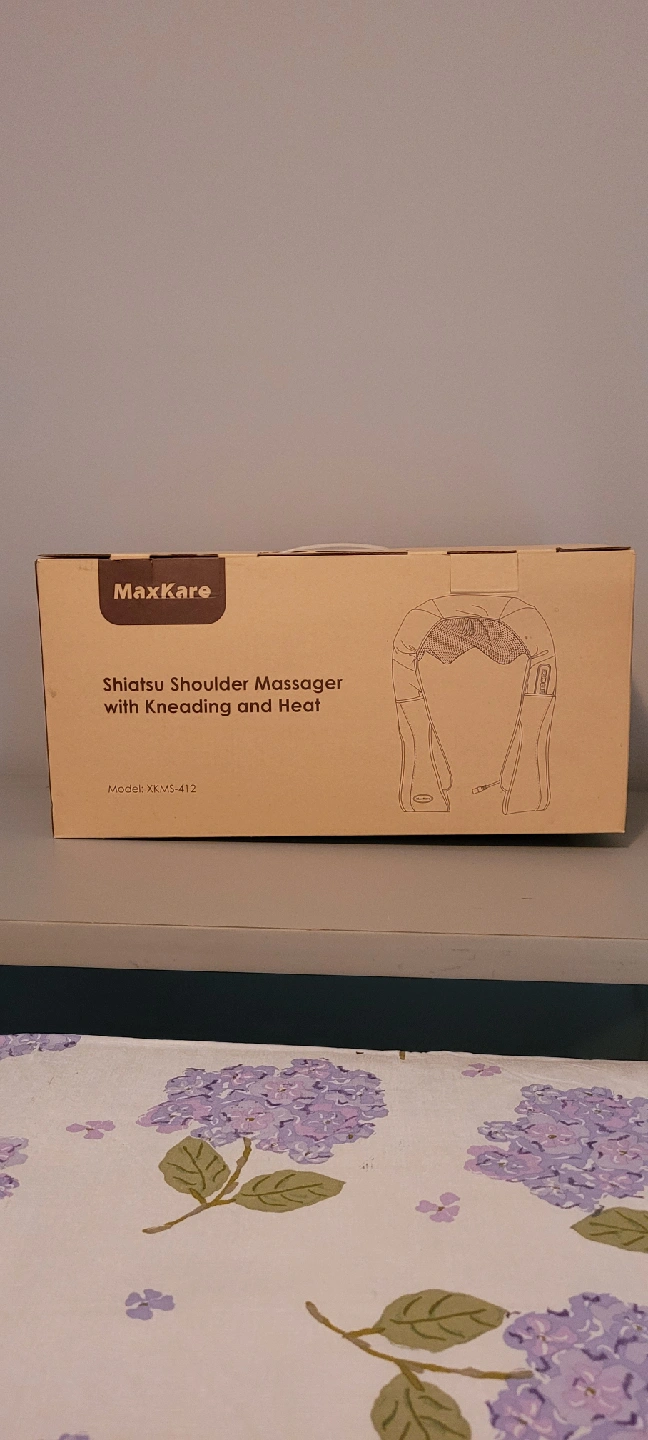 MaxKare
Shiatsu Shoulder Massager
with Kneading and Heat
Model: XKMS-412